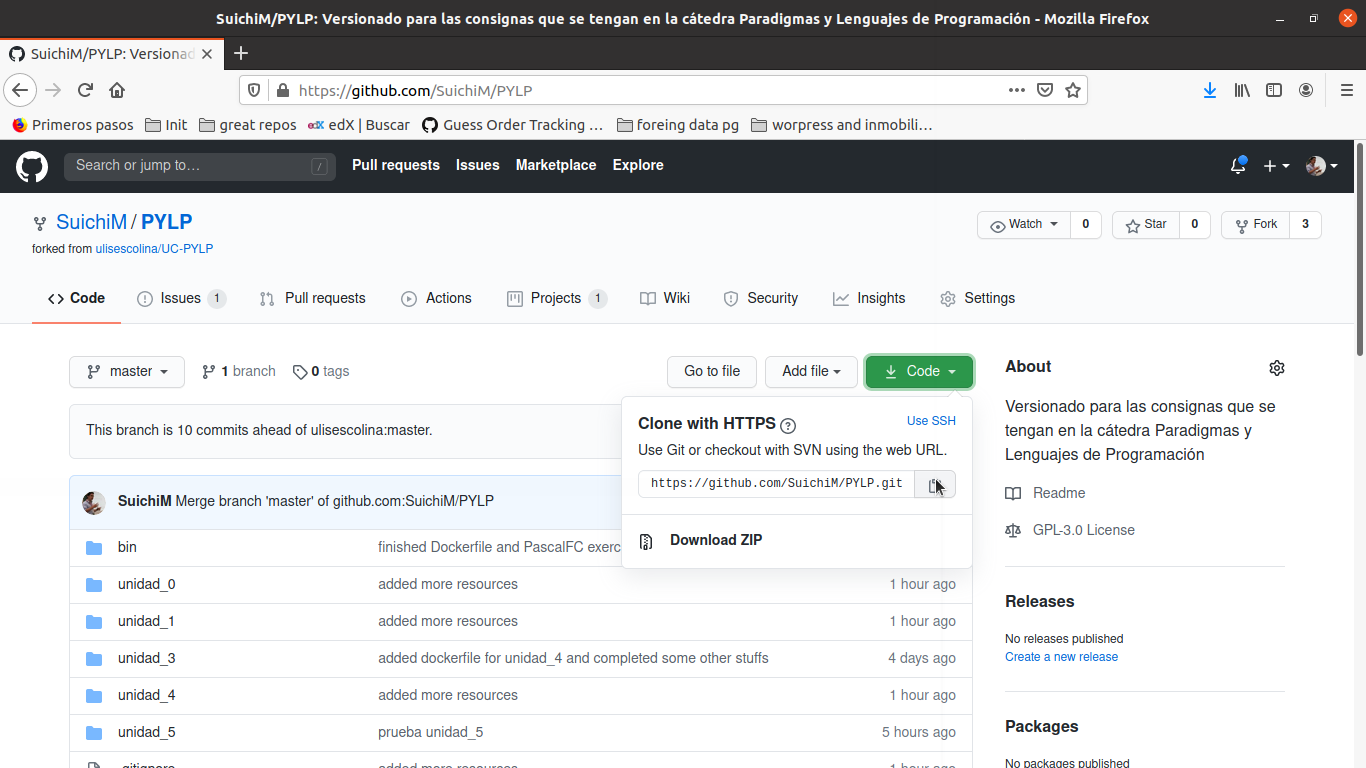 SuichiM/PYLP: Versionado para las consignas que se tengan en la cátedra Paradigmas y Lenguajes de Programación - Mozilla Firefox
SuichiM/PYLP: Versionad
https://github.com/SuichiM/PYLP
Primeros pasos Init great repos edX | Buscar Guess Order Tracking … foreing data pg worpress and inmobili…
Search or jump to… / Pull requests Issues Marketplace Explore
SuichiM / PYLP Watch 0 Star 0 Fork 3
forked from ulisescolina/UC-PYLP
Code Issues 1 Pull requests Actions Projects 1 Wiki Security Insights Settings
master 1 branch 0 tags Go to file Add file Code
This branch is 10 commits ahead of ulisescolina:master.
Clone with HTTPS ? Use SSH
Use Git or checkout with SVN using the web URL.
https://github.com/SuichiM/PYLP.git
Download ZIP
SuichiM Merge branch 'master' of github.com:SuichiM/PYLP
bin finished Dockerfile and PascalFC exerc
unidad_0 added more resources 1 hour ago
unidad_1 added more resources 1 hour ago
unidad_3 added dockerfile for unidad_4 and completed some other stuffs 4 days ago
unidad_4 added more resources 1 hour ago
unidad_5 prueba unidad_5 5 hours ago
.gitignore added more resources 1 hour ago
About
Versionado para las consignas que se
tengan en la cátedra Paradigmas y
Lenguajes de Programación
Readme
GPL-3.0 License
Releases
No releases published
Create a new release
Packages
No packages published